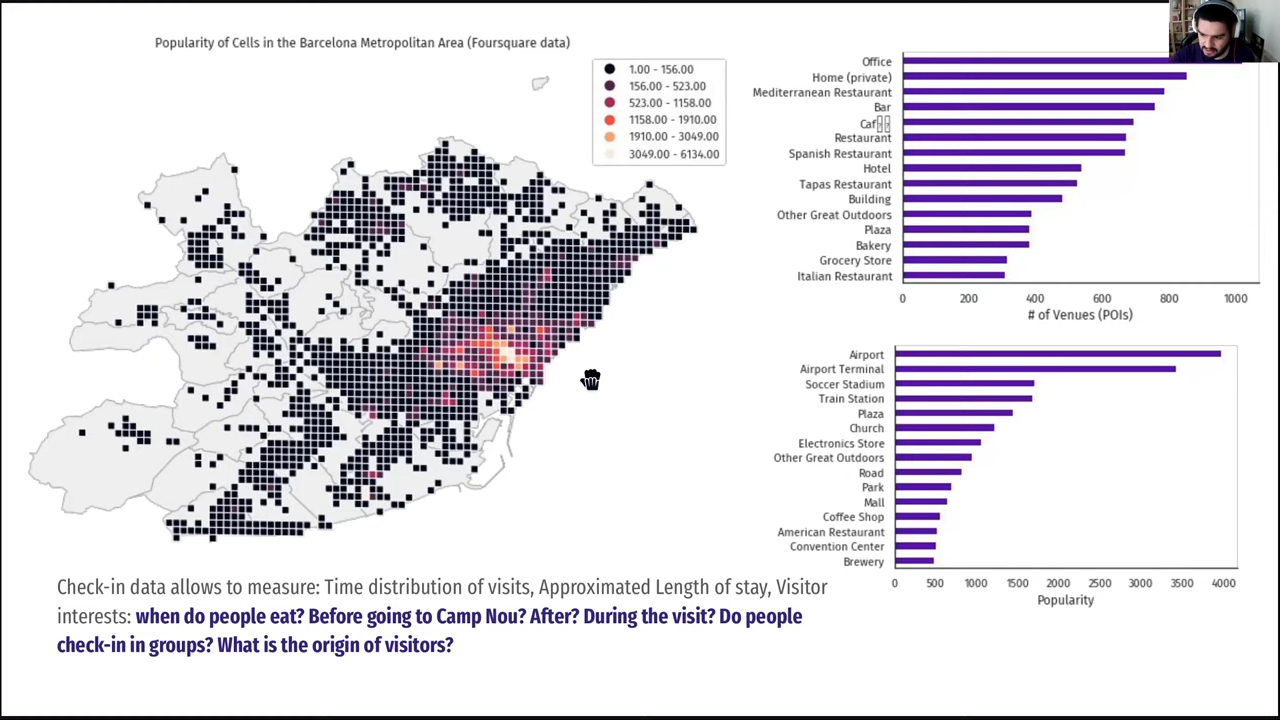 Popularity of Cells in the Barcelona Metropolitan Area (Foursquare data)
1.00 - 156.00
156.00 - 523.00
523.00 - 1158.00
1158.00 - 1910.00
1910.00 - 3049.00
3049.00 - 6134.00
Office
Home (private)
Mediterranean Restaurant
Bar
Caf
Restaurant
Spanish Restaurant
Hotel
Tapas Restaurant
Building
Other Great Outdoors
Plaza
Bakery
Grocery Store
Italian Restaurant
0 200 400 600 800 1000
# of Venues (POIs)
Airport
Airport Terminal
Soccer Stadium
Train Station
Plaza
Church
Electronics Store
Other Great Outdoors
Road
Park
Mall
Coffee Shop
American Restaurant
Convention Center
Brewery
0 500 1000 1500 2000 2500 3000 3500 4000
Popularity
Check-in data allows to measure: Time distribution of visits, Approximated Length of stay, Visitor
interests: when do people eat? Before going to Camp Nou? After? During the visit? Do people
check-in in groups? What is the origin of visitors?